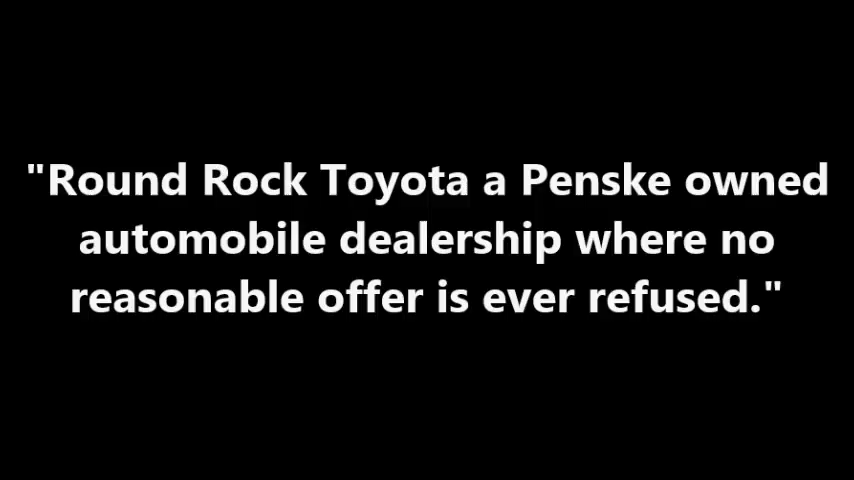 "Round Rock Toyota a Penske owned
automobile dealership where no
reasonable offer is ever refused."